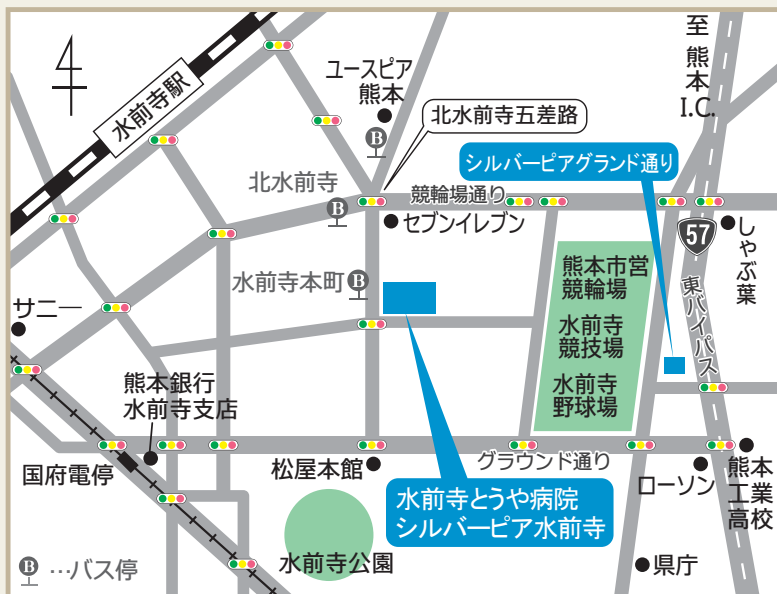 至
熊
本
I.C.
ユースピア
熊本
B
水前寺駅
北水前寺五差路
シルバーピアグランド通り
北水前寺
B
競輪場通り
セブンイレブン
57
しゃぶ葉
水前寺本町
B
熊本市営
競輪場
水前寺
競技場
水前寺
野球場
東バイパス
サニー
熊本銀行
水前寺支店
国府電停
松屋本館
グラウンド通り
ローソン
熊本
工業
高校
水前寺とうや病院
シルバーピア水前寺
水前寺公園
県庁
B …バス停